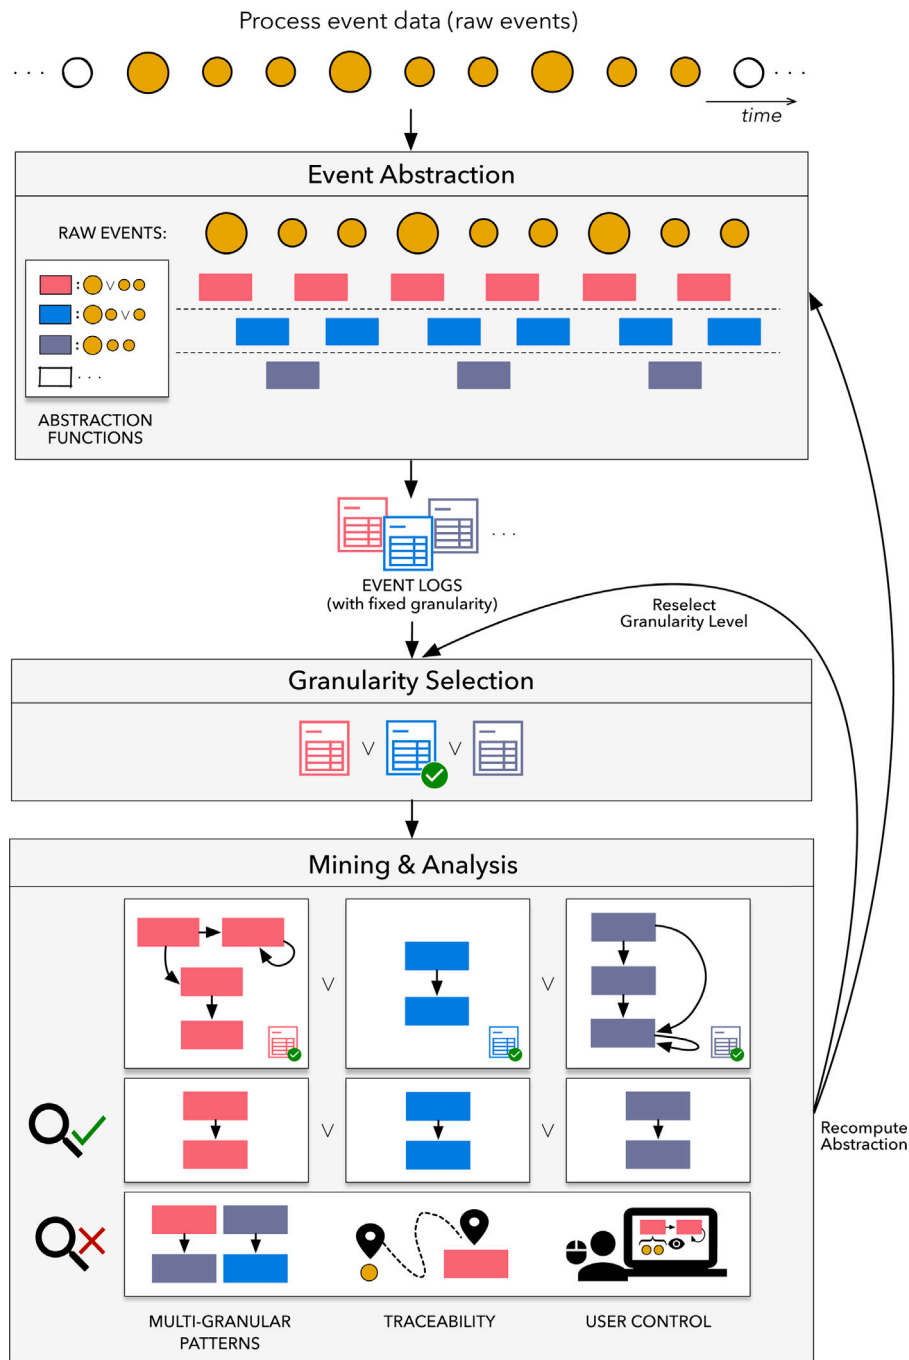 Process event data (raw events)
. . .
. . .
time
Event Abstraction
RAW EVENTS:
: ∨
: ∨
:
. . .
ABSTRACTION
FUNCTIONS
. . .
EVENT LOGS
(with fixed granularity)
Reselect
Granularity Level
Granularity Selection
∨ ∨
Mining & Analysis
∨ ∨
∨ ∨
Recompute
Abstraction
MULTI-GRANULAR
PATTERNS
TRACEABILITY
USER CONTROL